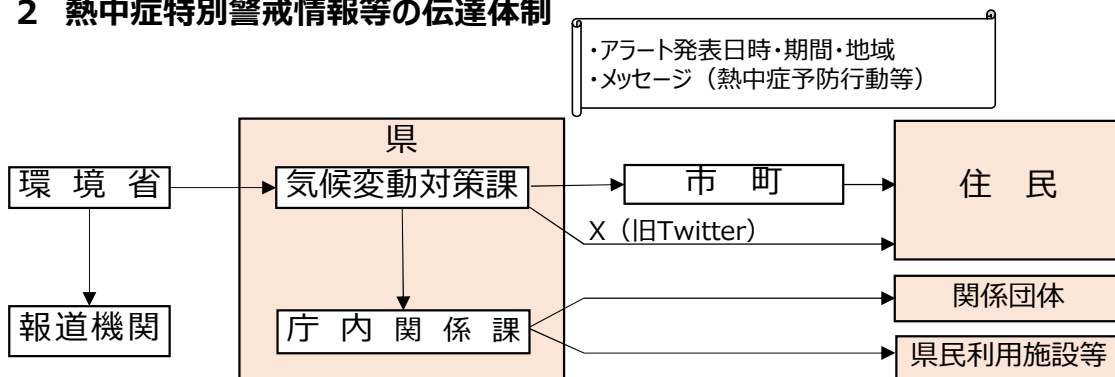 2 熱中症特別警戒情報等の伝達体制
・アラート発表日時・期間・地域
・メッセージ（熱中症予防行動等）
県
環境省
気候変動対策課
市町
住民
X（旧Twitter）
報道機関
庁内関係課
関係団体
県民利用施設等